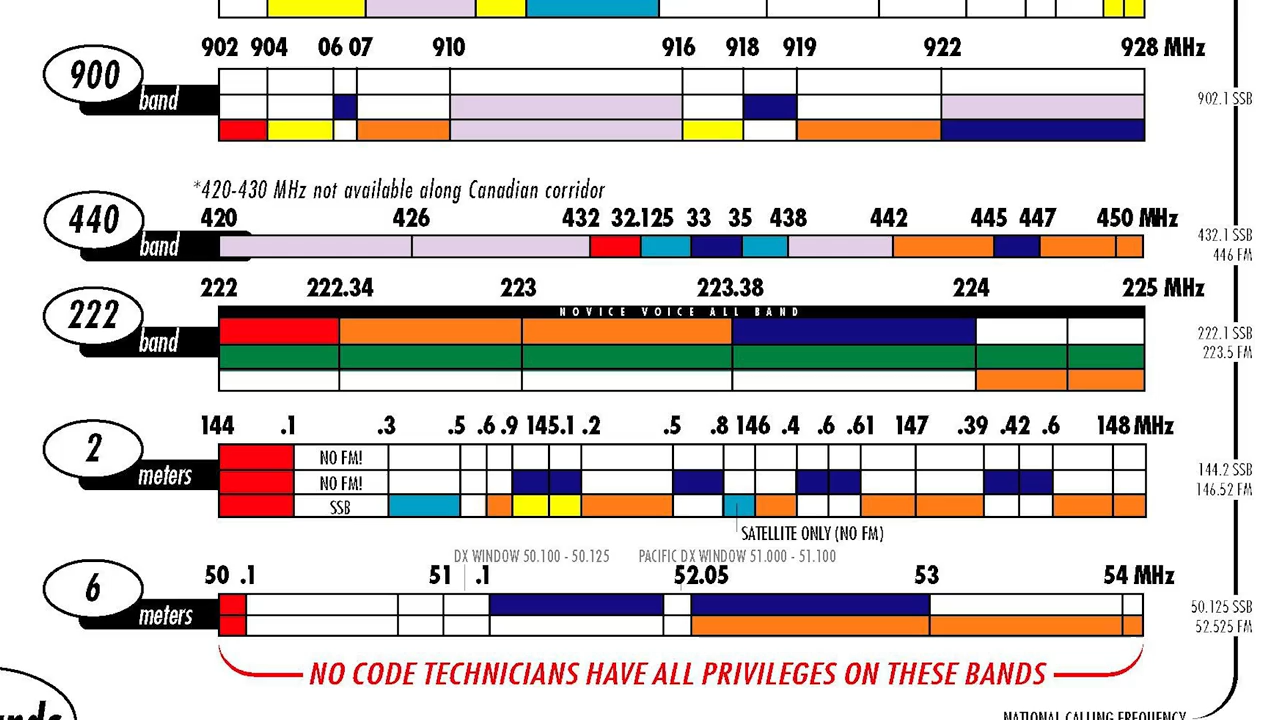 902 904 06 07 910 916 918 919 922 928 MHz
900
band
902.1 SSB
*420-430 MHz not available along Canadian corridor
420 426 432 32.125 33 35 438 442 445 447 450 MHz
440
band
432.1 SSB
446 FM
222 222.34 223 223.38 224 225 MHz
NOVICE VOICE ALL BAND
222
band
222.1 SSB
223.5 FM
144 .1 .3 .5 .6 .9 145.1 .2 .5 .8 146 .4 .6 .61 147 .39 .42 .6 148 MHz
2
meters
NO FM!
NO FM!
SSB
144.2 SSB
146.52 FM
SATELLITE ONLY (NO FM)
DX WINDOW 50.100 - 50.125 PACIFIC DX WINDOW 51.000 - 51.100
50 .1 51 .1 52.05 53 54 MHz
6
meters
50.125 SSB
52.525 FM
NO CODE TECHNICIANS HAVE ALL PRIVILEGES ON THESE BANDS
NATIONAL CALLING FREQUENCY